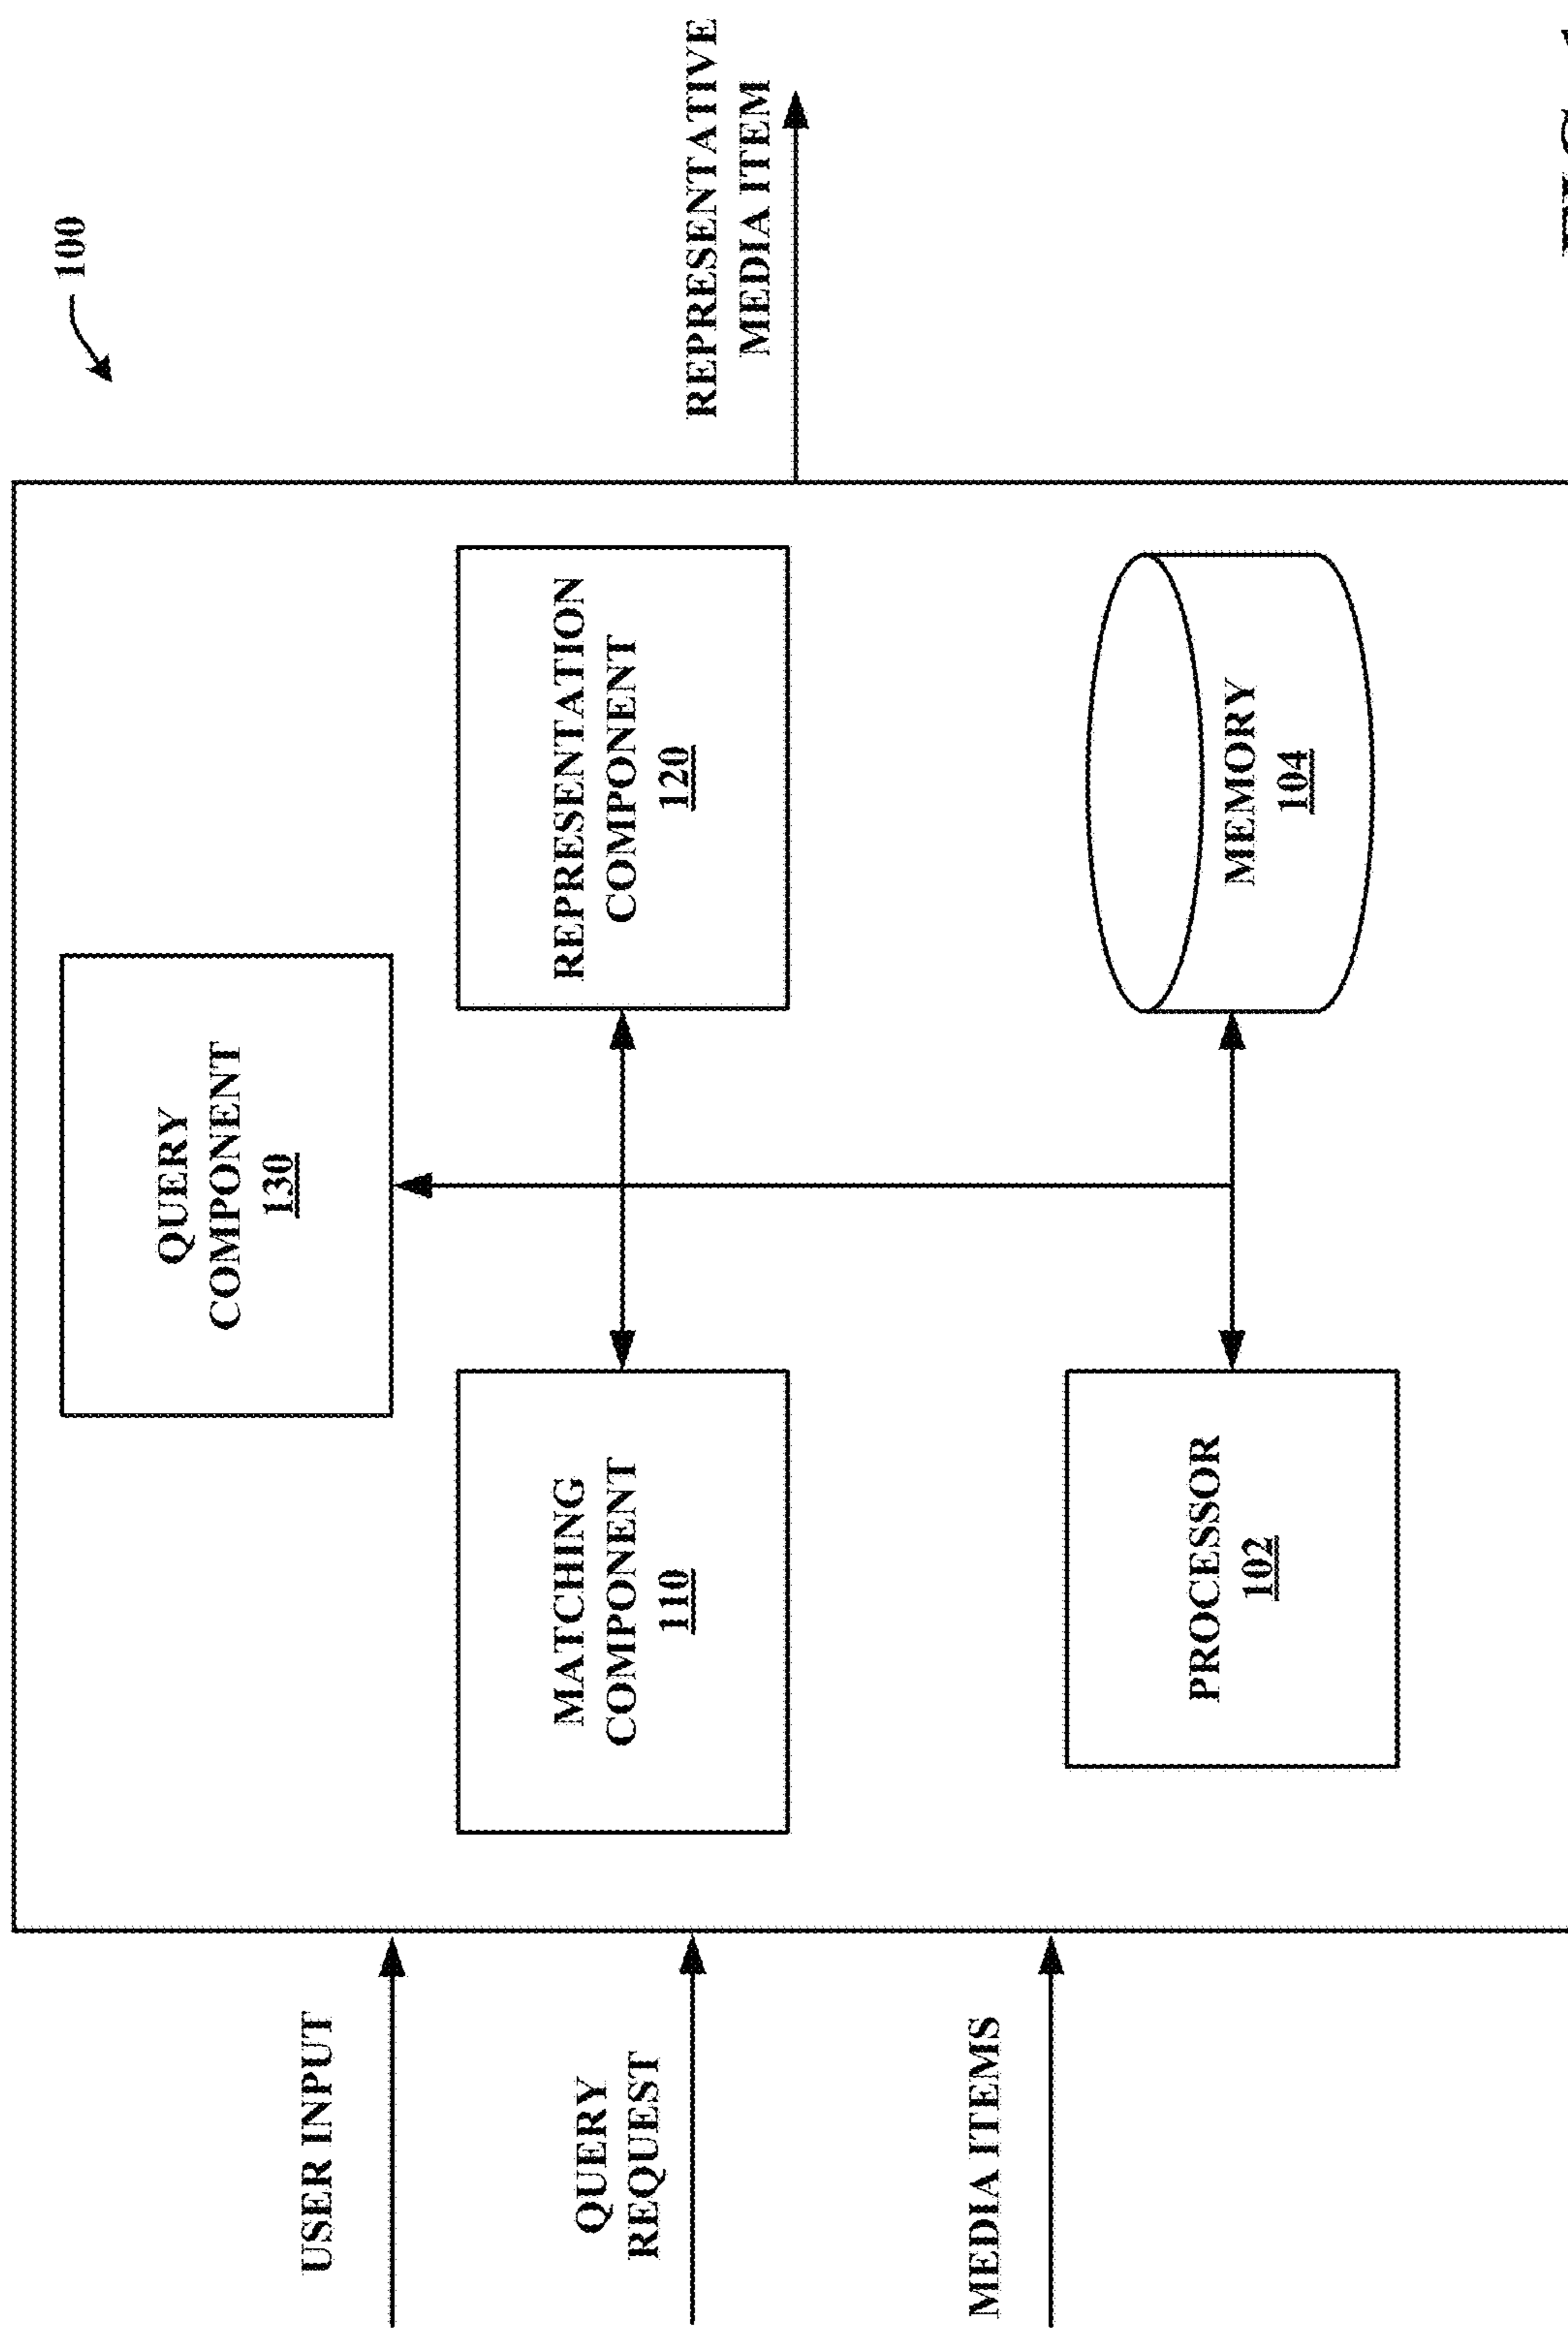 100
USER INPUT
QUERY
REQUEST
MEDIA ITEMS
QUERY
COMPONENT
130
MATCHING
COMPONENT
110
REPRESENTATION
COMPONENT
120
PROCESSOR
102
MEMORY
104
REPRESENTATIVE
MEDIA ITEM